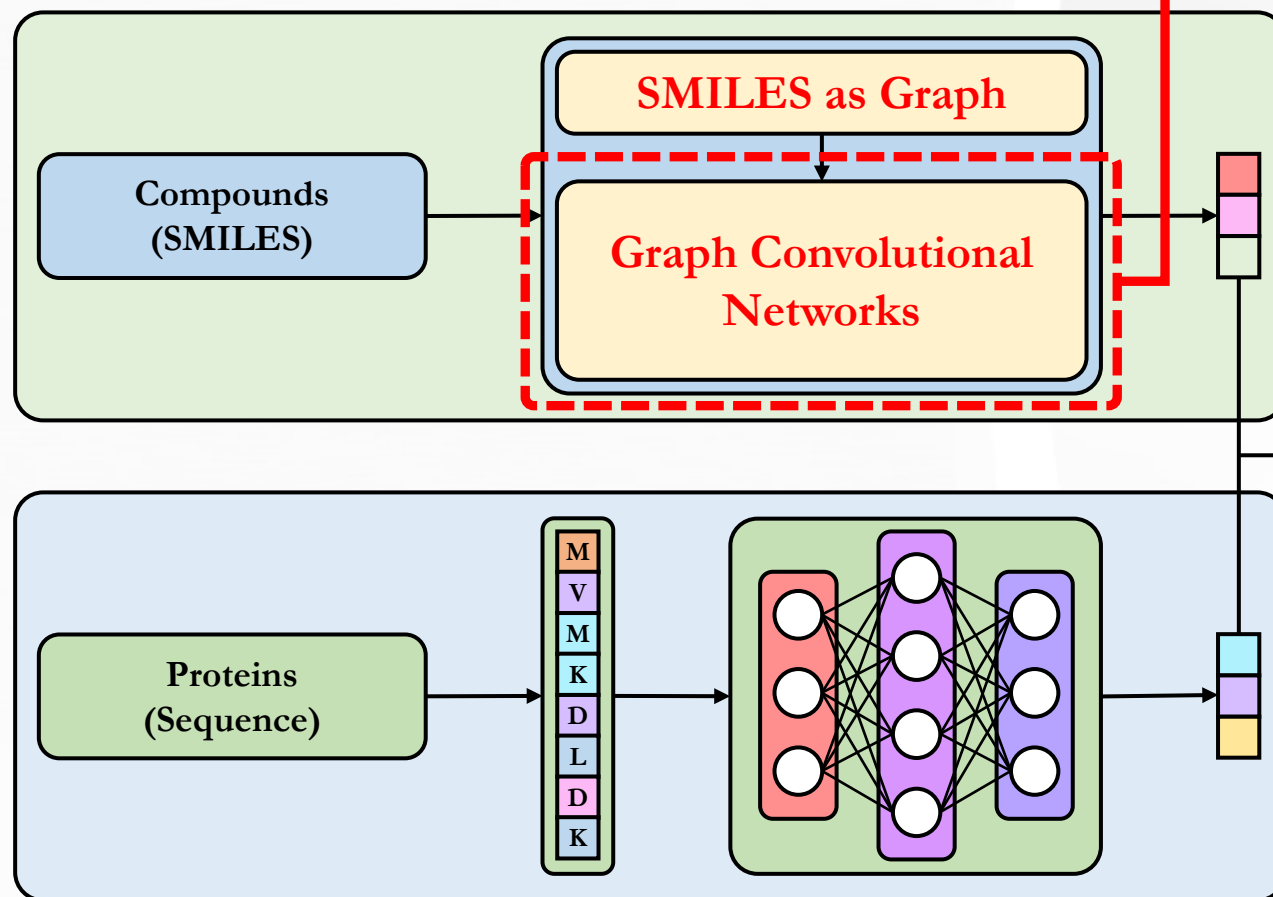 SMILES as Graph
Compounds
(SMILES)
Graph Convolutional
Networks
Proteins
(Sequence)
M
V
M
K
D
L
D
K